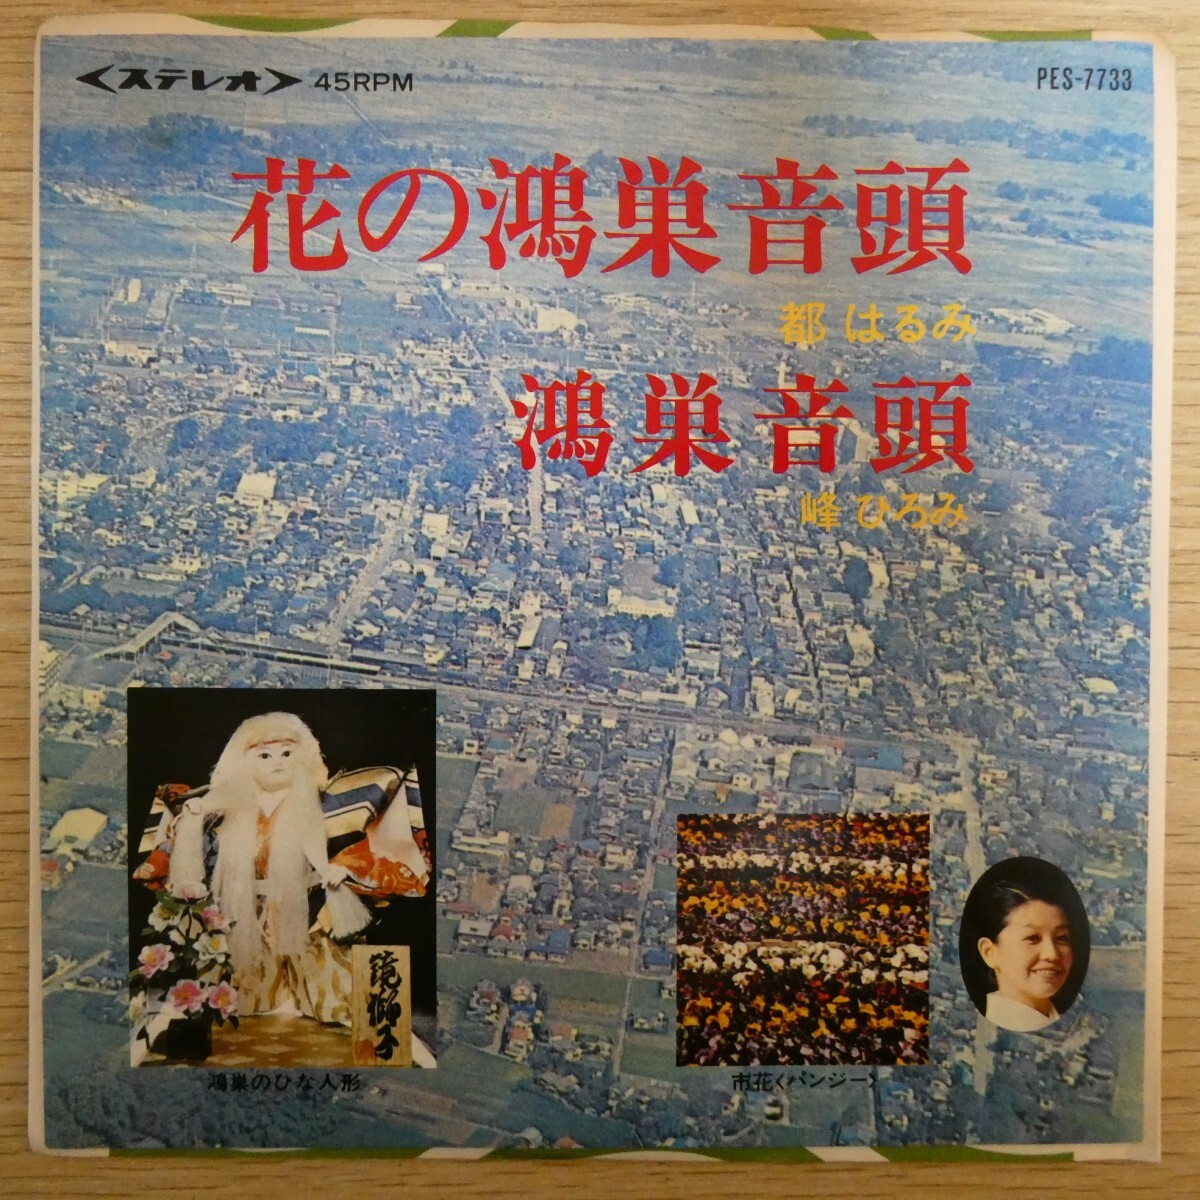 <ステレオ> 45RPM
PES-7733
花の鴻巣音頭
都 はるみ
鴻巣音頭
峰 ひろみ
鏡獅子
鴻巣のひな人形
市花<パンジー>